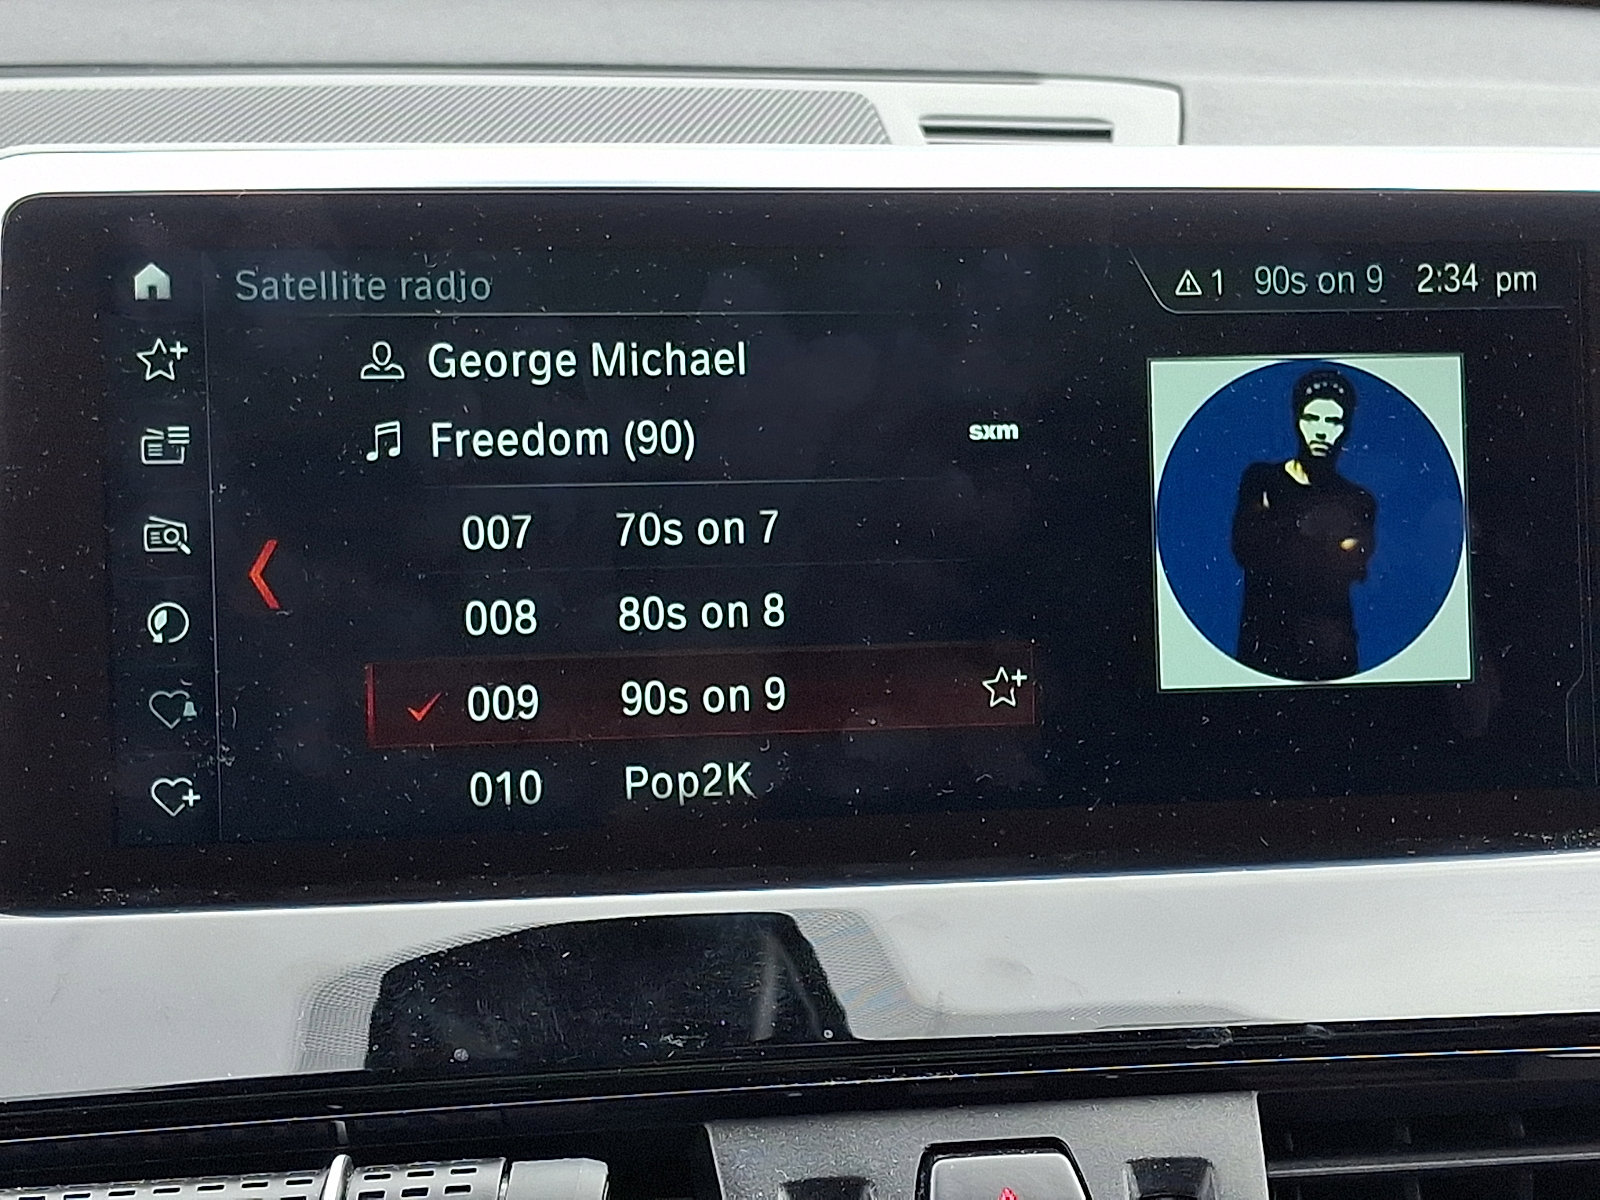 Satellite radio
1 90s on 9 2:34 pm
George Michael
Freedom (90)
sxm
007 70s on 7
008 80s on 8
009 90s on 9
010 Pop2K